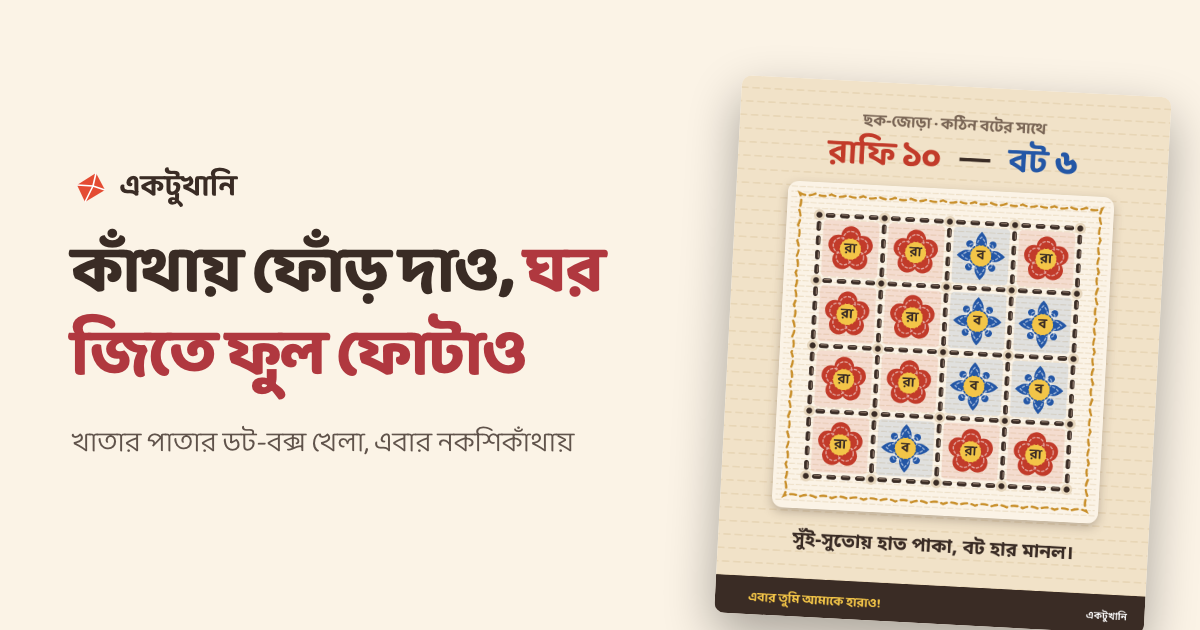 একটুখানি
কাঁথায় ফোঁড় দাও, ঘর
জিতে ফুল ফোটাও
খাতার পাতার ডট-বক্স খেলা, এবার নকশিকাঁথায়
ছক-জোড়া · কঠিন বটের সাথে
রাফি ১০ — বট ৬
রা রা ব রা
রা রা ব ব
রা রা ব ব
রা ব রা রা
সুঁই-সুতোয় হাত পাকা, বট হার মানল।
এবার তুমি আমাকে হারাও!
একটুখানি